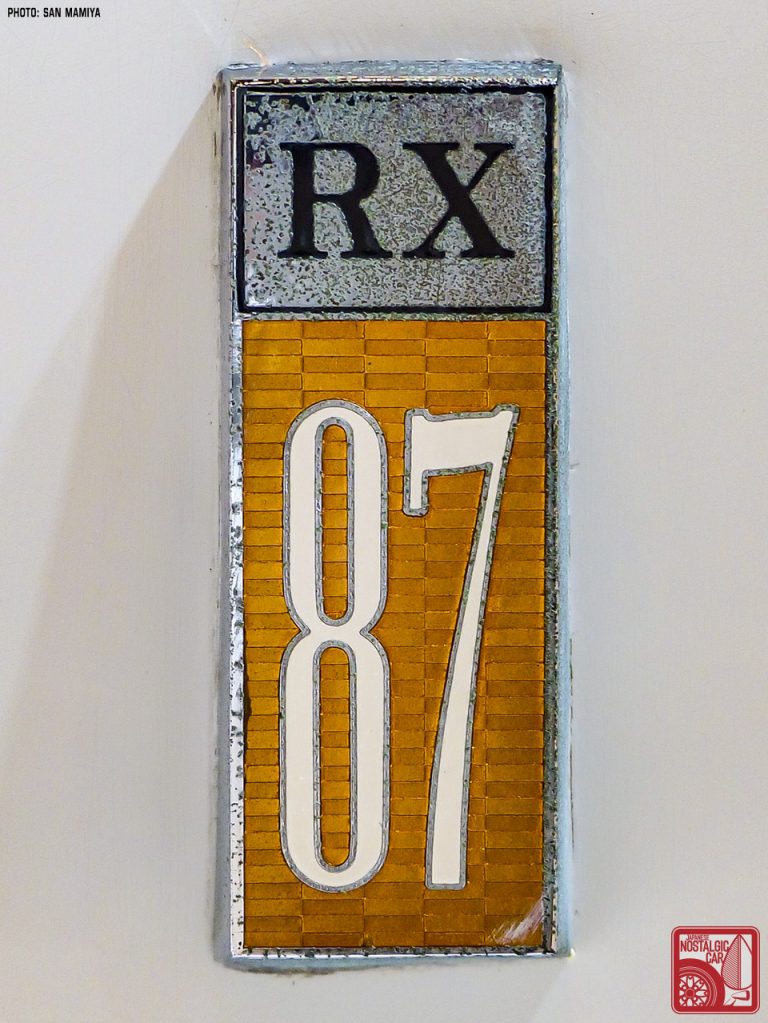 PHOTO: SAN MAMIYA
RX
87
JAPANESE
NOSTALGIC
CAR